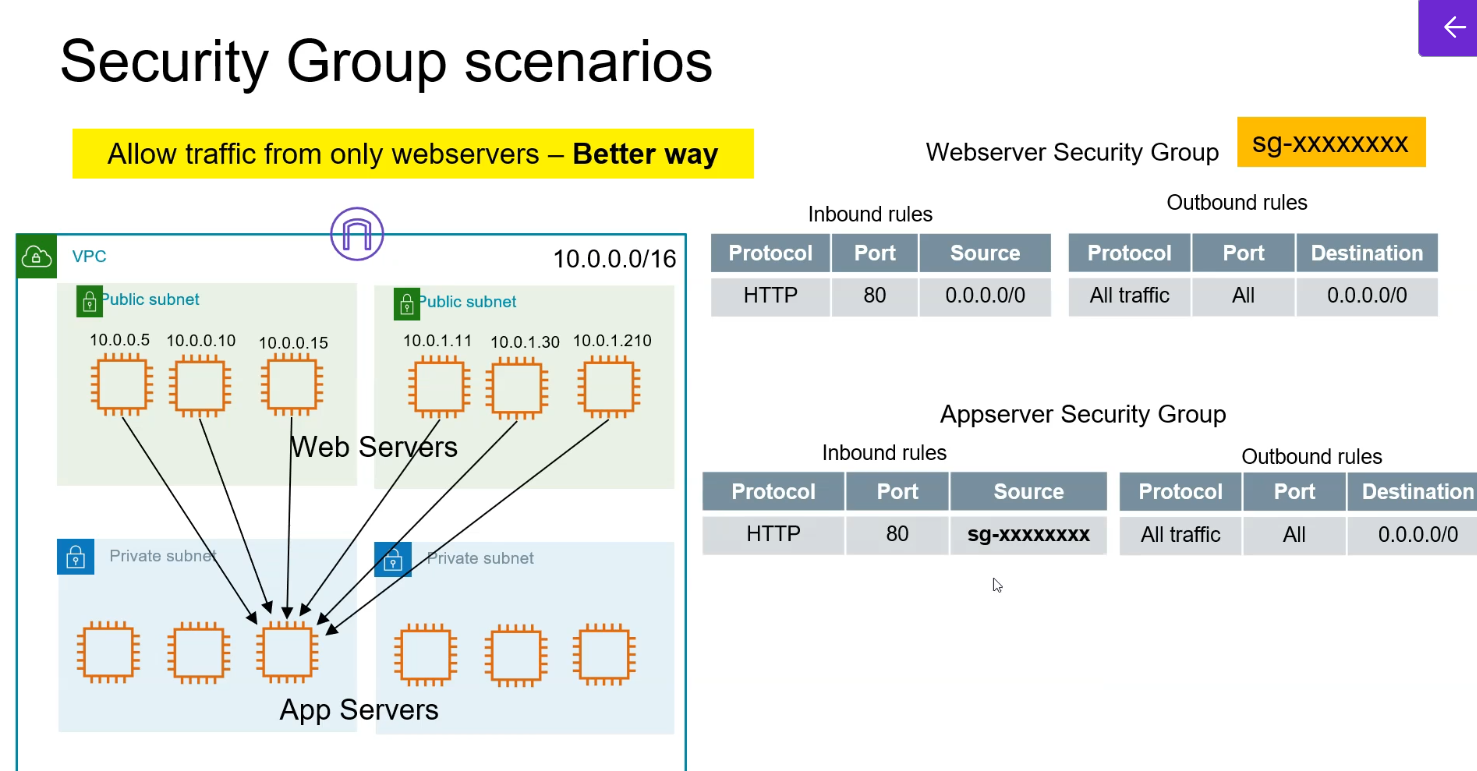 Security Group scenarios
Allow traffic from only webservers – Better way
Webserver Security Group
sg-xxxxxxxx
Inbound rules
Outbound rules
Protocol Port Source
HTTP 80 0.0.0.0/0
Protocol Port Destination
All traffic All 0.0.0.0/0
VPC
10.0.0.0/16
Public subnet
Public subnet
10.0.0.5 10.0.0.10 10.0.0.15
10.0.1.11 10.0.1.30 10.0.1.210
Web Servers
Private subnet
Private subnet
App Servers
Appserver Security Group
Inbound rules
Outbound rules
Protocol Port Source
HTTP 80 sg-xxxxxxxx
Protocol Port Destination
All traffic All 0.0.0.0/0